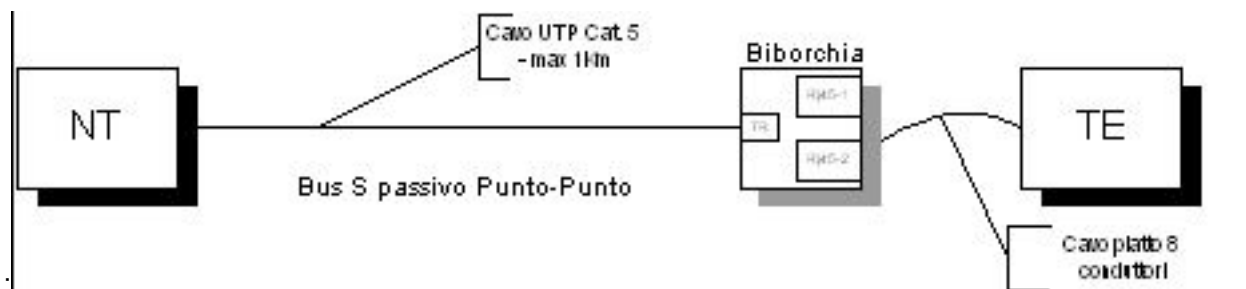 Cavo UTP Cat. 5
- max 1Km
Biborchia
NT
RJ45-1
TR
RJ45-2
TE
Bus S passivo Punto-Punto
Cavo piatto 8
conduttori